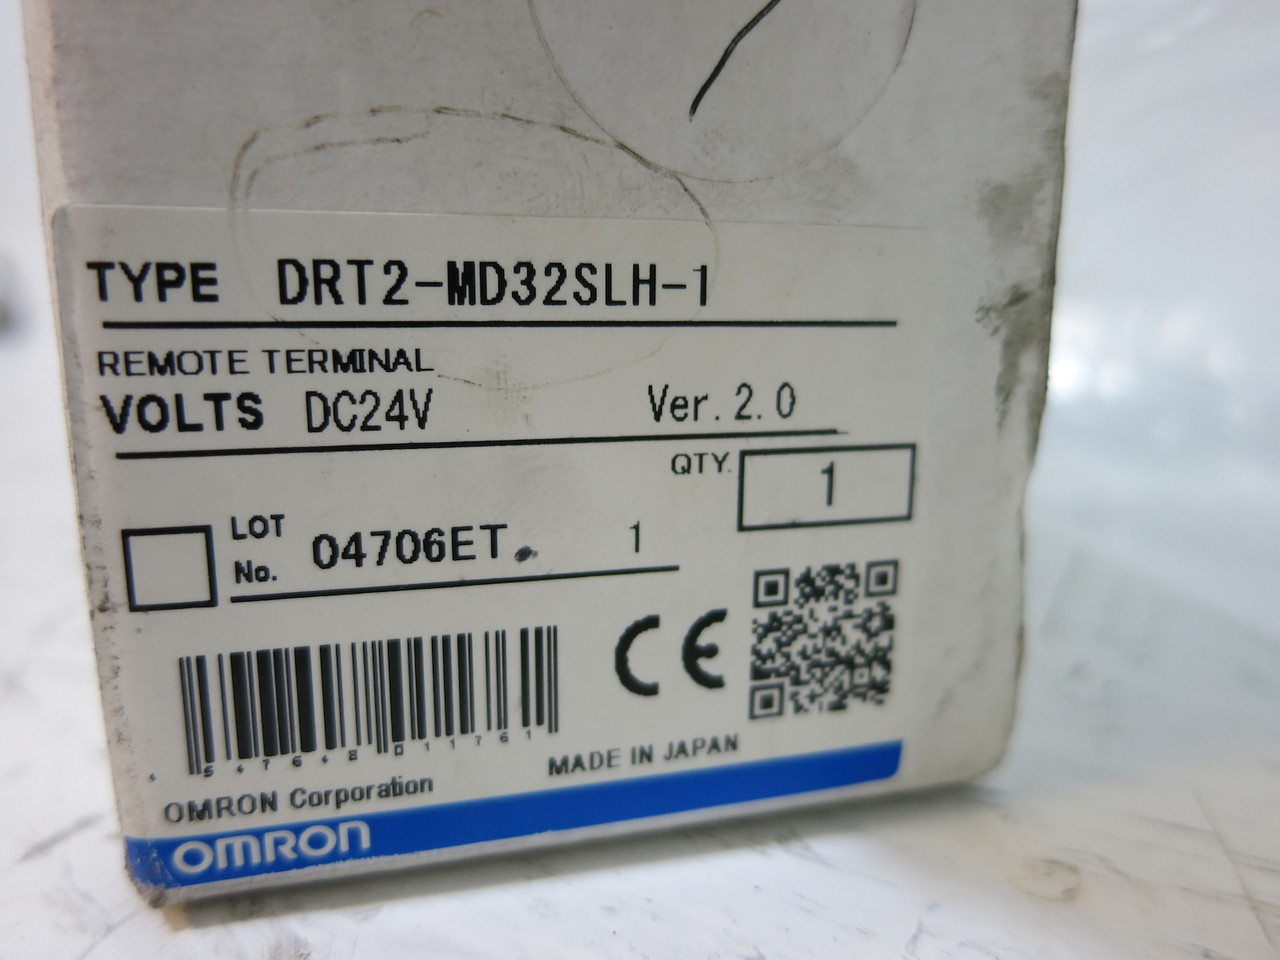 TYPE DRT2-MD32SLH-1
REMOTE TERMINAL
VOLTS DC24V Ver. 2.0
QTY. 1
LOT No. 04706ET. 1
CE
4 547648 011761
MADE IN JAPAN
OMRON Corporation
OMRON